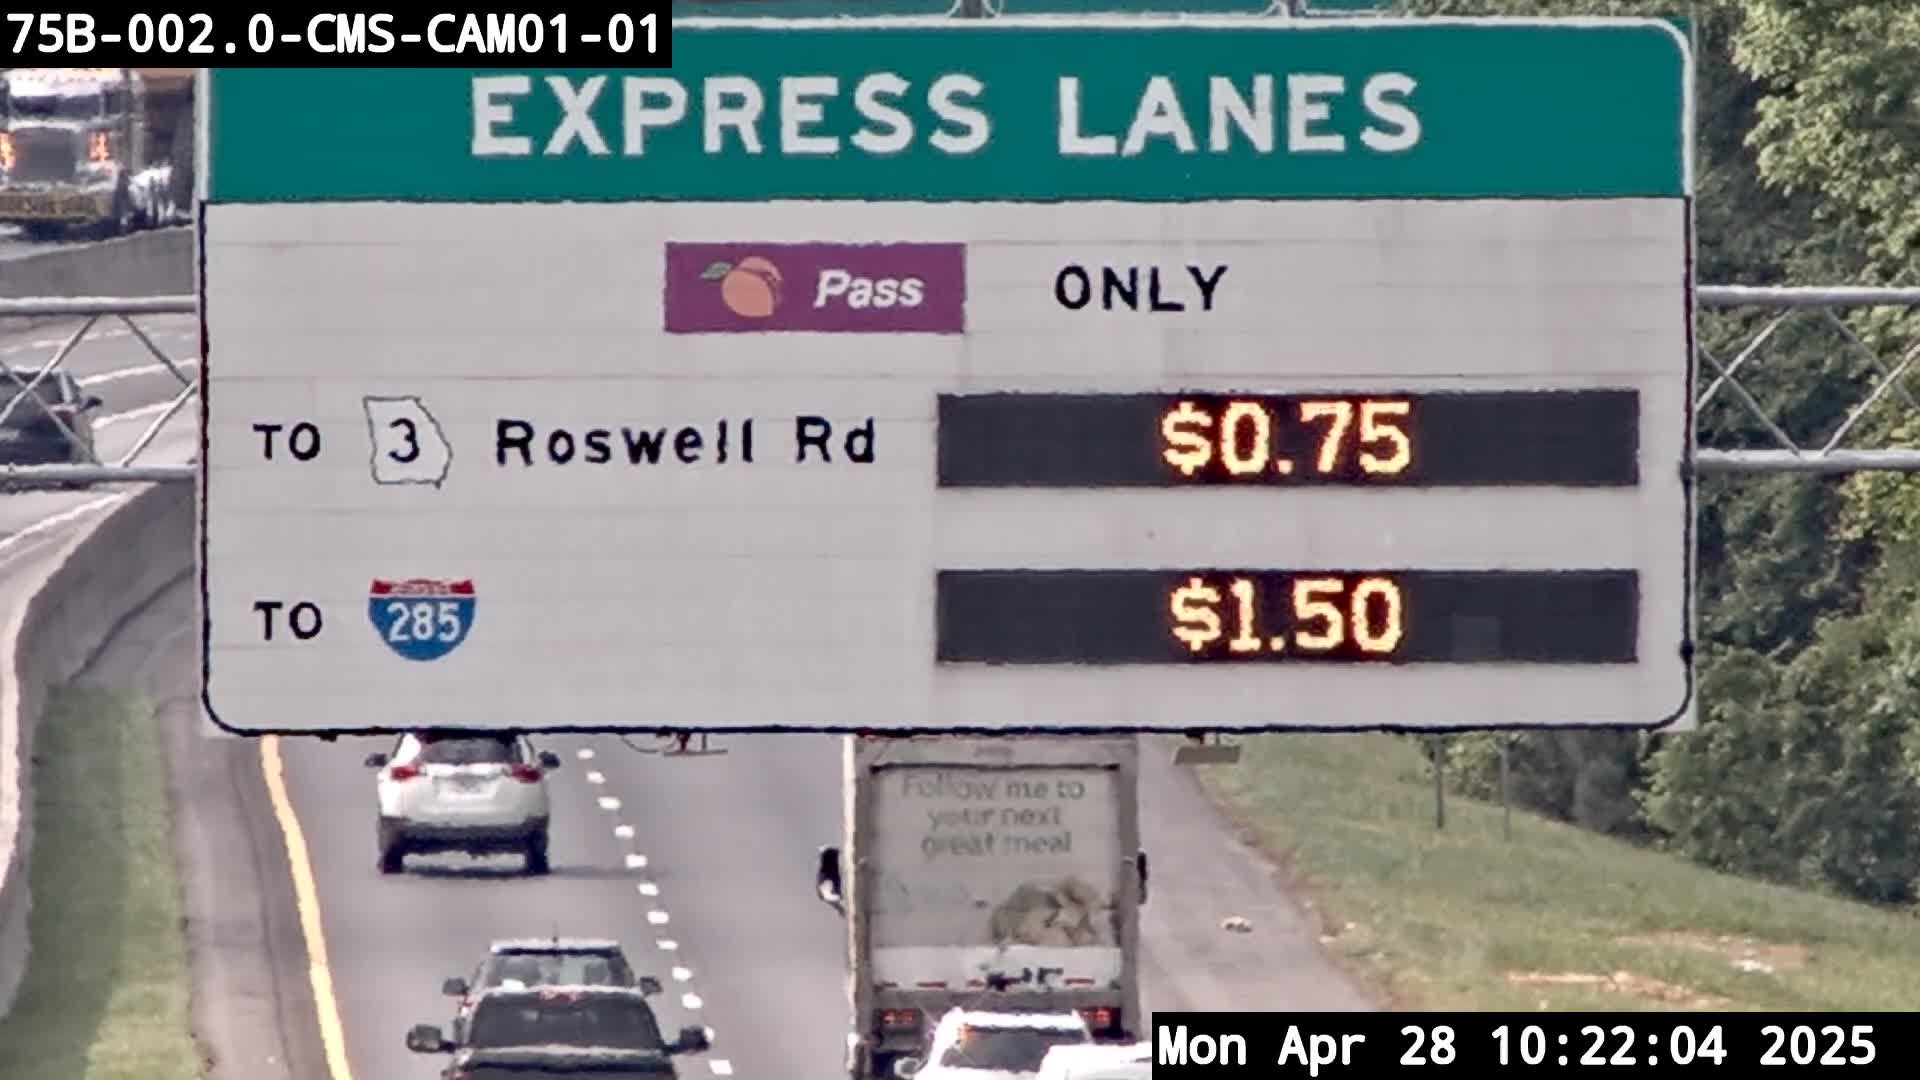 75B-002.0-CMS-CAM01-01
EXPRESS LANES
Pass ONLY
TO 3 Roswell Rd $0.75
TO 285 $1.50
Follow me to
your next
great meal
Mon Apr 28 10:22:04 2025